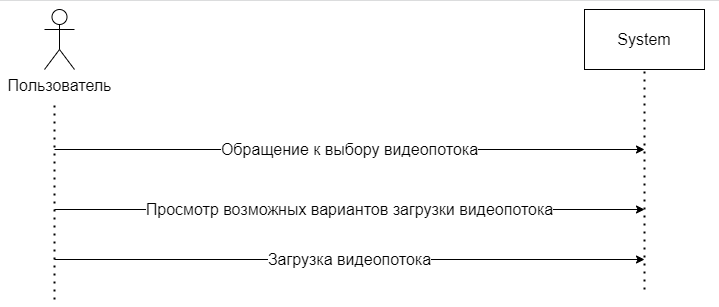 System
Пользователь
Обращение к выбору видеопотока
Просмотр возможных вариантов загрузки видеопотока
Загрузка видеопотока